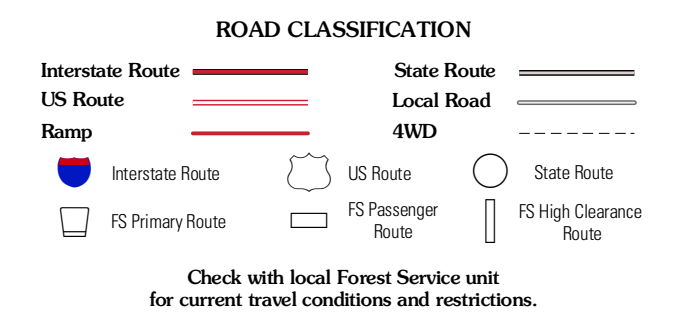 ROAD CLASSIFICATION
Interstate Route
State Route
US Route
Local Road
Ramp
4WD
Interstate Route
US Route
State Route
FS Primary Route
FS Passenger
Route
FS High Clearance
Route
Check with local Forest Service unit
for current travel conditions and restrictions.